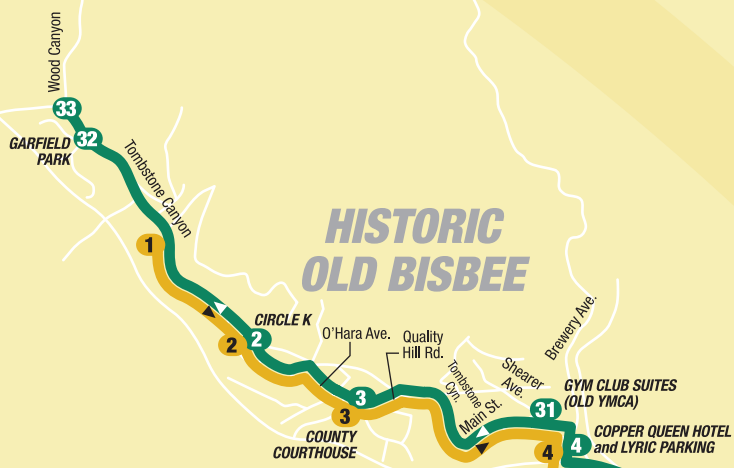 Wood Canyon
33
32
GARFIELD
PARK
Tombstone Canyon
1
HISTORIC
OLD BISBEE
CIRCLE K
2
2
O'Hara Ave.
Quality
Hill Rd.
3
3
COUNTY
COURTHOUSE
Tombstone
Cyn.
Main St.
Shearer
Ave.
Brewery Ave.
31
GYM CLUB SUITES
(OLD YMCA)
4
4
COPPER QUEEN HOTEL
and LYRIC PARKING